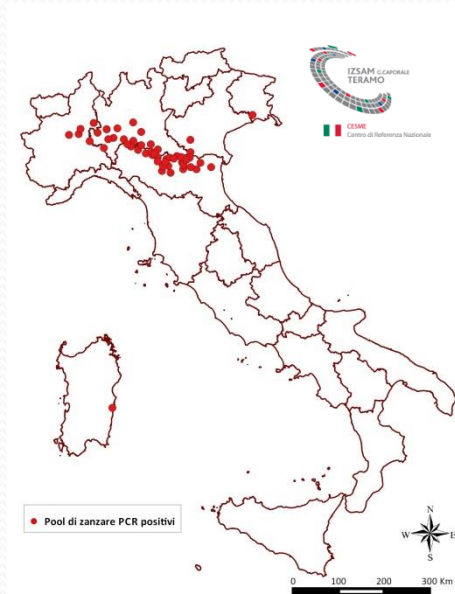 IZSAM G.CAPORALE
TERAMO
CESME
Centro di Referenza Nazionale
Pool di zanzare PCR positivi
N
W E
S
0 100 200 300 Km